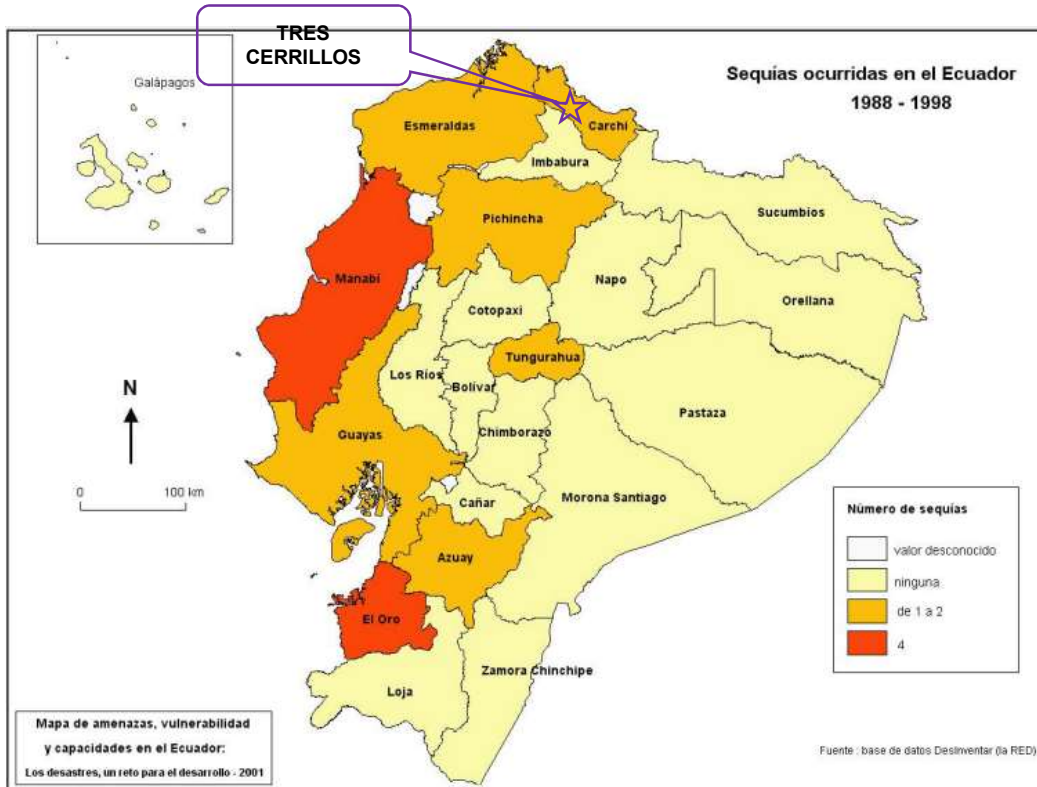 TRES
CERRILLOS
Sequías ocurridas en el Ecuador
1988 - 1998
Galápagos
Esmeraldas
Carchi
Imbabura
Sucumbios
Pichincha
Manabí
Napo
Orellana
Cotopaxi
Tungurahua
Los Ríos
Bolívar
Pastaza
N
Chimborazo
Guayas
0 100 km
Cañar
Morona Santiago
Número de sequías
valor desconocido
ninguna
de 1 a 2
4
Azuay
El Oro
Zamora Chinchipe
Loja
Mapa de amenazas, vulnerabilidad
y capacidades en el Ecuador:
Los desastres, un reto para el desarrollo - 2001
Fuente : base de datos DesInventar (la RED)